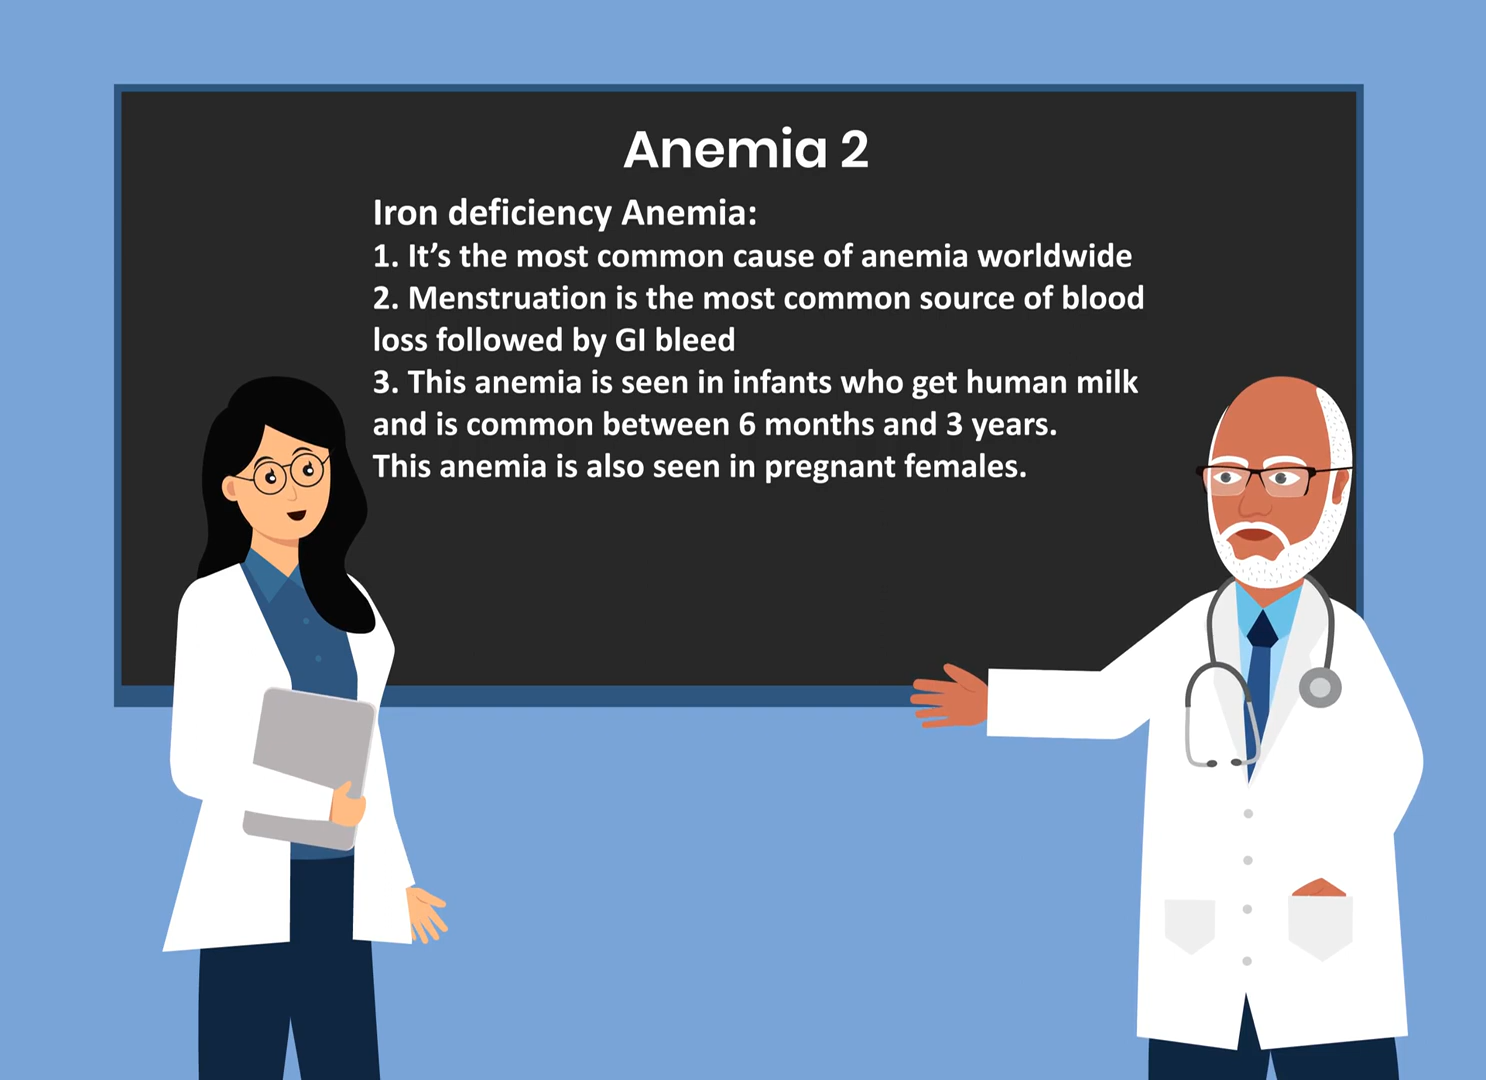 Anemia 2
Iron deficiency Anemia:
1. It’s the most common cause of anemia worldwide
2. Menstruation is the most common source of blood
loss followed by GI bleed
3. This anemia is seen in infants who get human milk
and is common between 6 months and 3 years.
This anemia is also seen in pregnant females.